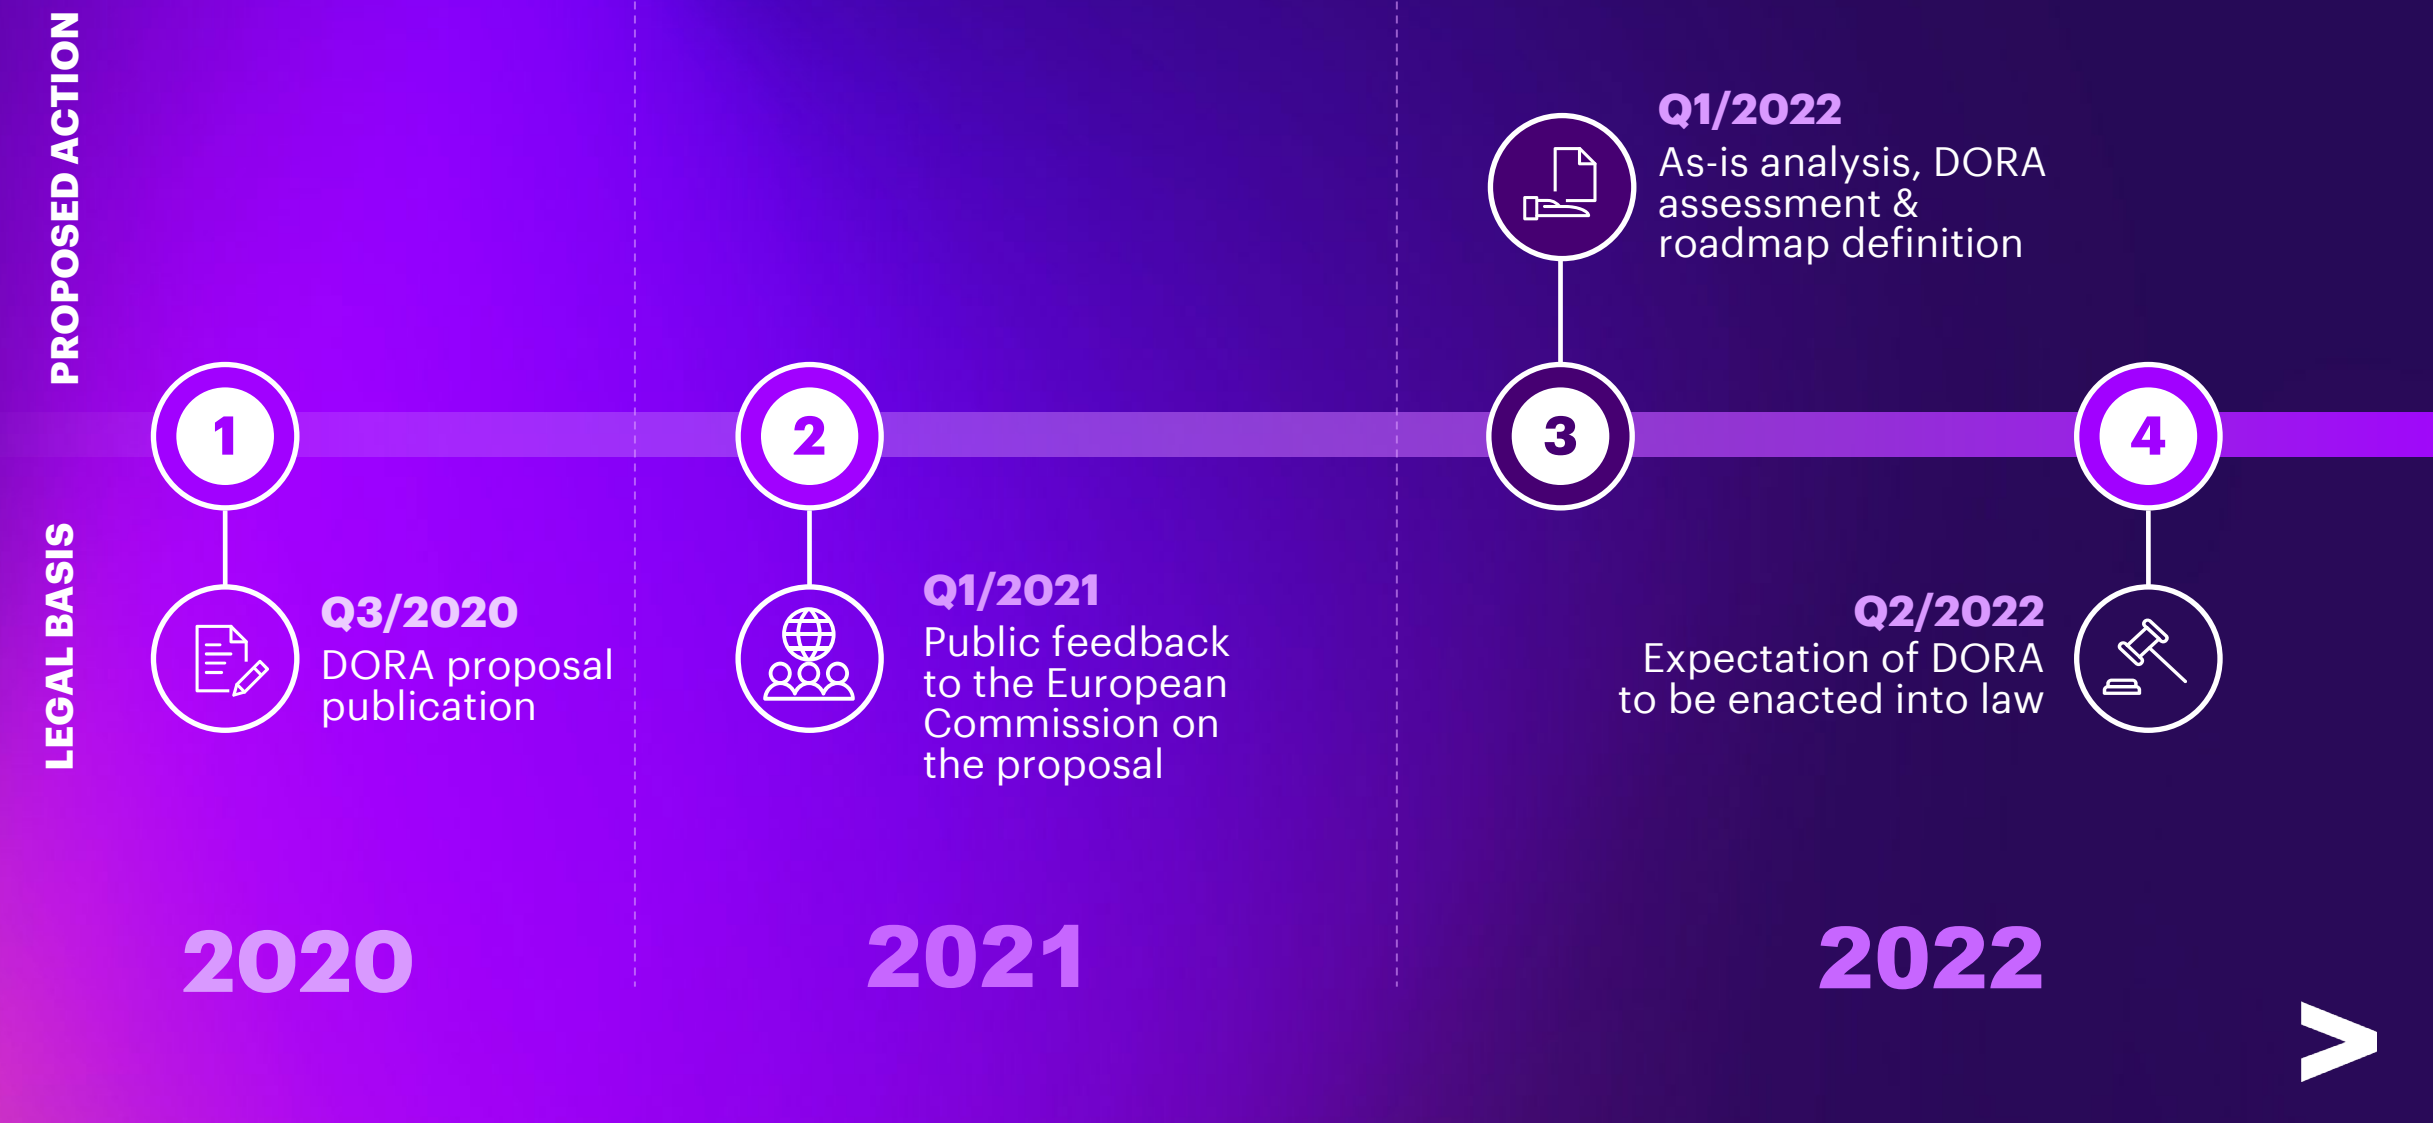 PROPOSED ACTION
LEGAL BASIS
Q1/2022
As-is analysis, DORA
assessment &
roadmap definition
1
2
3
4
Q3/2020
DORA proposal
publication
Q1/2021
Public feedback
to the European
Commission on
the proposal
Q2/2022
Expectation of DORA
to be enacted into law
2020
2021
2022
>